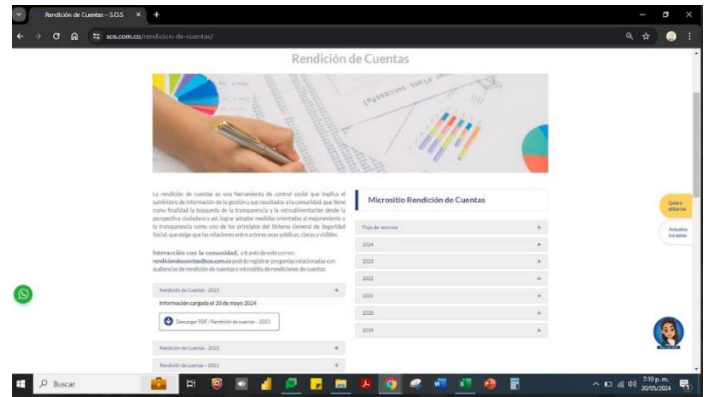 Rendición de Cuentas – S.O.S
sos.com.co/rendicion-de-cuentas/
Rendición de Cuentas
La rendición de cuentas es una herramienta de control social que implica el
suministro de información de la gestión y sus resultados a la comunidad, que tiene
como finalidad la búsqueda de la transparencia y la retroalimentación desde la
perspectiva ciudadana y así, lograr adoptar medidas orientadas al mejoramiento y
la transparencia como uno de los principios del Sistema General de Seguridad
Social, que exige que las relaciones entre actores sean públicas, claras y visibles.
Interacción con la comunidad, a través de este correo
rendiciondecuentas@sos.com.co podrás registrar preguntas relacionadas con
audiencias de rendición de cuentas o micrositio de rendiciones de cuentas.
Rendición de Cuentas - 2023 +
Información cargada el 20 de mayo 2024
Descargar PDF / Rendición de cuentas - 2023
Rendición de Cuentas - 2022 +
Rendición de cuentas - 2021 +
Micrositio Rendición de Cuentas
Flujo de recursos +
2024 +
2023 +
2022 +
2021 +
2020 +
2019 +
Quiero
afiliarme
Actualiza
tus datos
Buscar
7:10 p. m.
20/05/2024